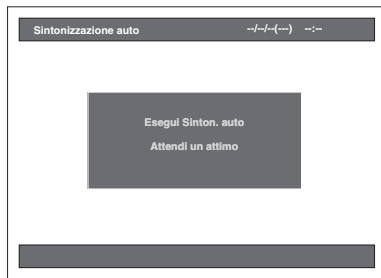 Sintonizzazione auto --/--/--(---) --:--
Esegui Sinton. auto
Attendi un attimo